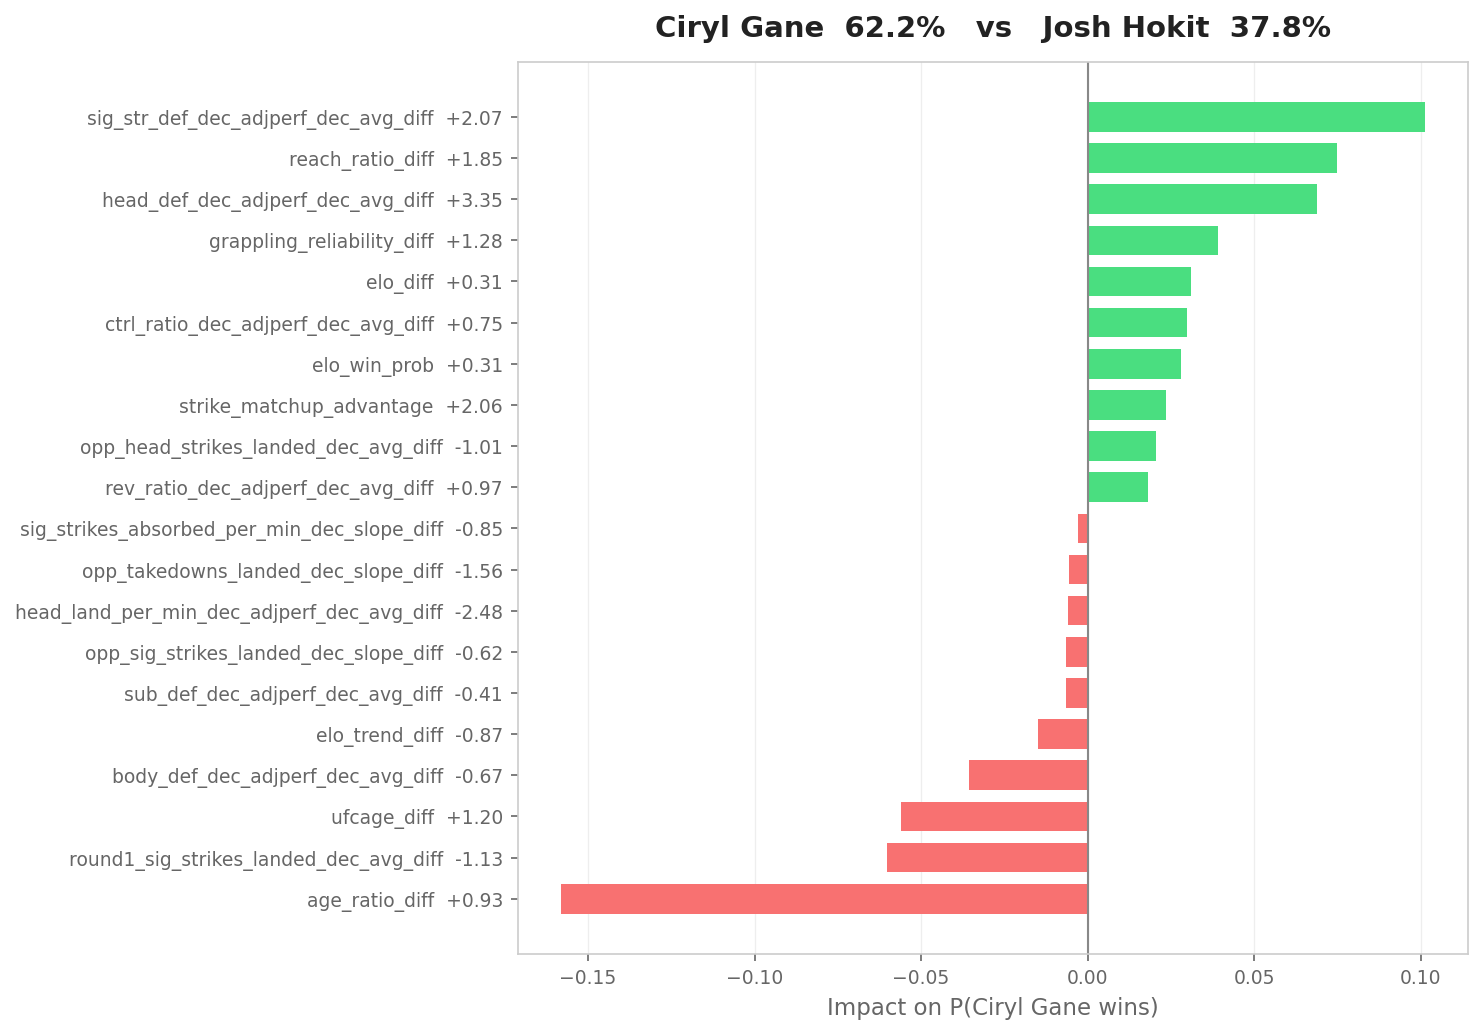 Ciryl Gane  62.2%   vs   Josh Hokit  37.8%
sig_str_def_dec_adjperf_dec_avg_diff  +2.07
reach_ratio_diff  +1.85
head_def_dec_adjperf_dec_avg_diff  +3.35
grappling_reliability_diff  +1.28
elo_diff  +0.31
ctrl_ratio_dec_adjperf_dec_avg_diff  +0.75
elo_win_prob  +0.31
strike_matchup_advantage  +2.06
opp_head_strikes_landed_dec_avg_diff  -1.01
rev_ratio_dec_adjperf_dec_avg_diff  +0.97
sig_strikes_absorbed_per_min_dec_slope_diff  -0.85
opp_takedowns_landed_dec_slope_diff  -1.56
head_land_per_min_dec_adjperf_dec_avg_diff  -2.48
opp_sig_strikes_landed_dec_slope_diff  -0.62
sub_def_dec_adjperf_dec_avg_diff  -0.41
elo_trend_diff  -0.87
body_def_dec_adjperf_dec_avg_diff  -0.67
ufcage_diff  +1.20
round1_sig_strikes_landed_dec_avg_diff  -1.13
age_ratio_diff  +0.93
−0.15 −0.10 −0.05 0.00 0.05 0.10
Impact on P(Ciryl Gane wins)